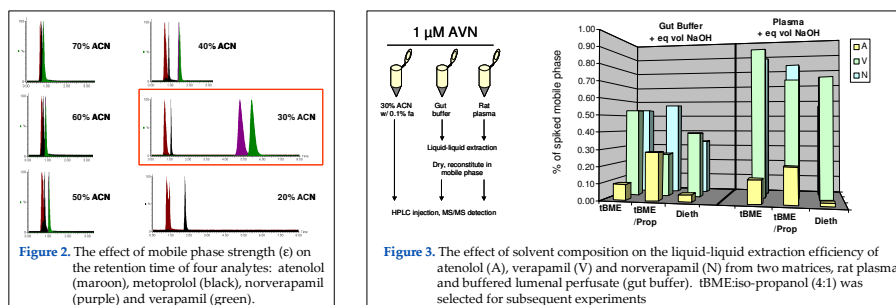 70% ACN
40% ACN
60% ACN
30% ACN
50% ACN
20% ACN
Figure 2. The effect of mobile phase strength (ε) on
the retention time of four analytes: atenolol
(maroon), metoprolol (black), norverapamil
(purple) and verapamil (green).
1 µM AVN
30% ACN
w/ 0.1% fa
Gut
buffer
Rat
plasma
Liquid-liquid extraction
Dry, reconstitute in
mobile phase
HPLC injection, MS/MS detection
Gut Buffer
+ eq vol NaOH
Plasma
+ eq vol NaOH
A
V
N
% of spiked mobile phase
1.00
0.90
0.80
0.70
0.60
0.50
0.40
0.30
0.20
0.10
0.00
tBME
tBME
/Prop
Dieth
tBME
tBME
/Prop
Dieth
Figure 3. The effect of solvent composition on the liquid-liquid extraction efficiency of
atenolol (A), verapamil (V) and norverapamil (N) from two matrices, rat plasma
and buffered lumenal perfusate (gut buffer). tBME:iso-propanol (4:1) was
selected for subsequent experiments